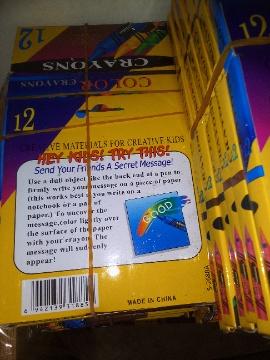 12
CRAYONS
COLOR CRAYONS
12
CREATIVE MATERIALS FOR CREATIVE KIDS
HEY KIDS! TRY THIS!
Send Your Friends A Secret Message!
Use a dull object like the back end of a pen to
firmly write your message on a piece of paper
(this works best if you write on a
notebook or a pad of
paper.) To uncover the
message,color lightly over
the surface of the paper
with your crayon. The
message will suddenly
appear!
GOOD
MADE IN CHINA
12